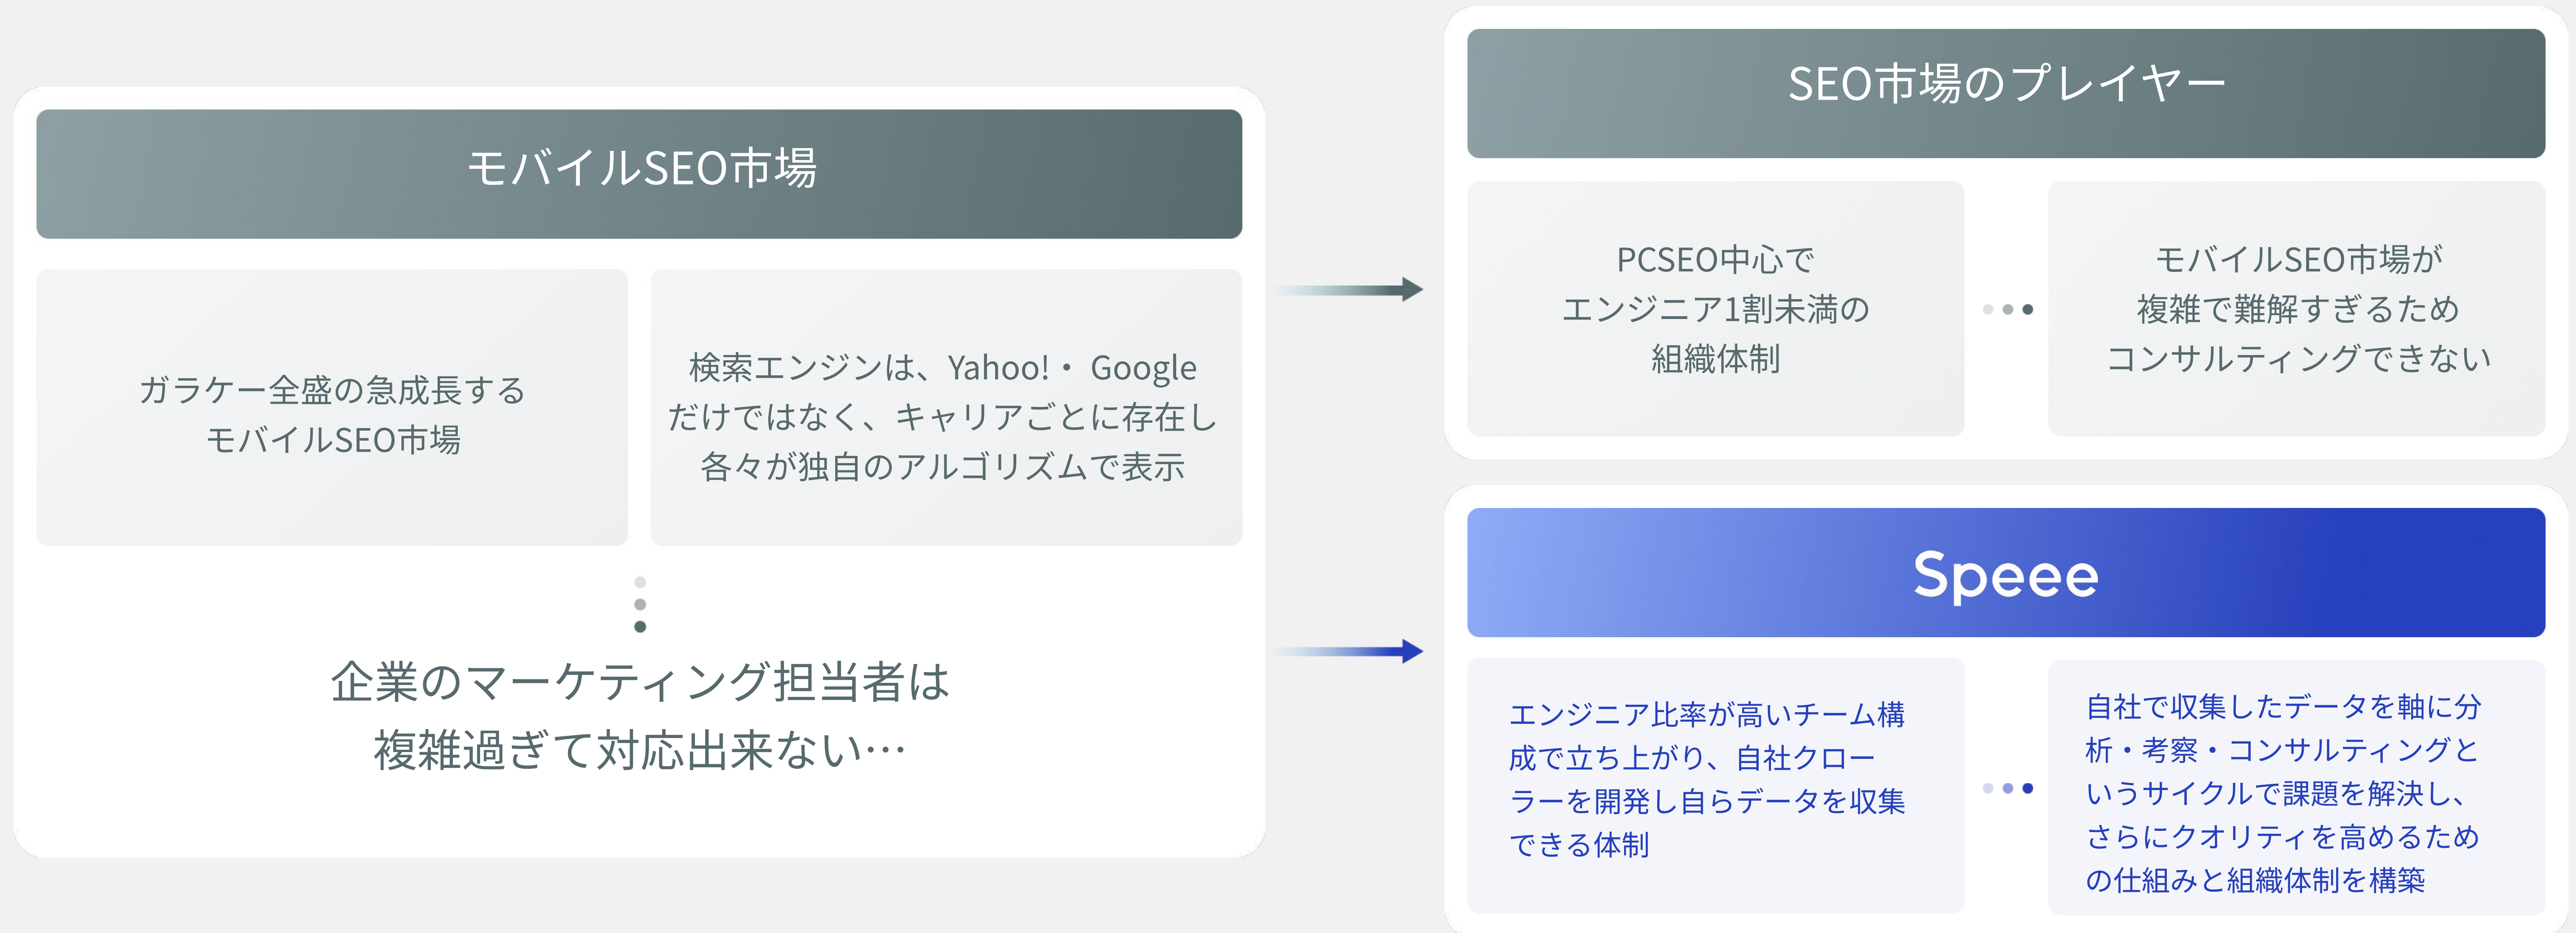 モバイルSEO市場
ガラケー全盛の急成長する
モバイルSEO市場
検索エンジンは、Yahoo!・ Google
だけではなく、キャリアごとに存在し
各々が独自のアルゴリズムで表示
企業のマーケティング担当者は
複雑過ぎて対応出来ない…
SEO市場のプレイヤー
PCSEO中心で
エンジニア1割未満の
組織体制
モバイルSEO市場が
複雑で難解すぎるため
コンサルティングできない
Speee
エンジニア比率が高いチーム構
成で立ち上がり、自社クロー
ラーを開発し自らデータを収集
できる体制
自社で収集したデータを軸に分
析・考察・コンサルティングと
いうサイクルで課題を解決し、
さらにクオリティを高めるため
の仕組みと組織体制を構築